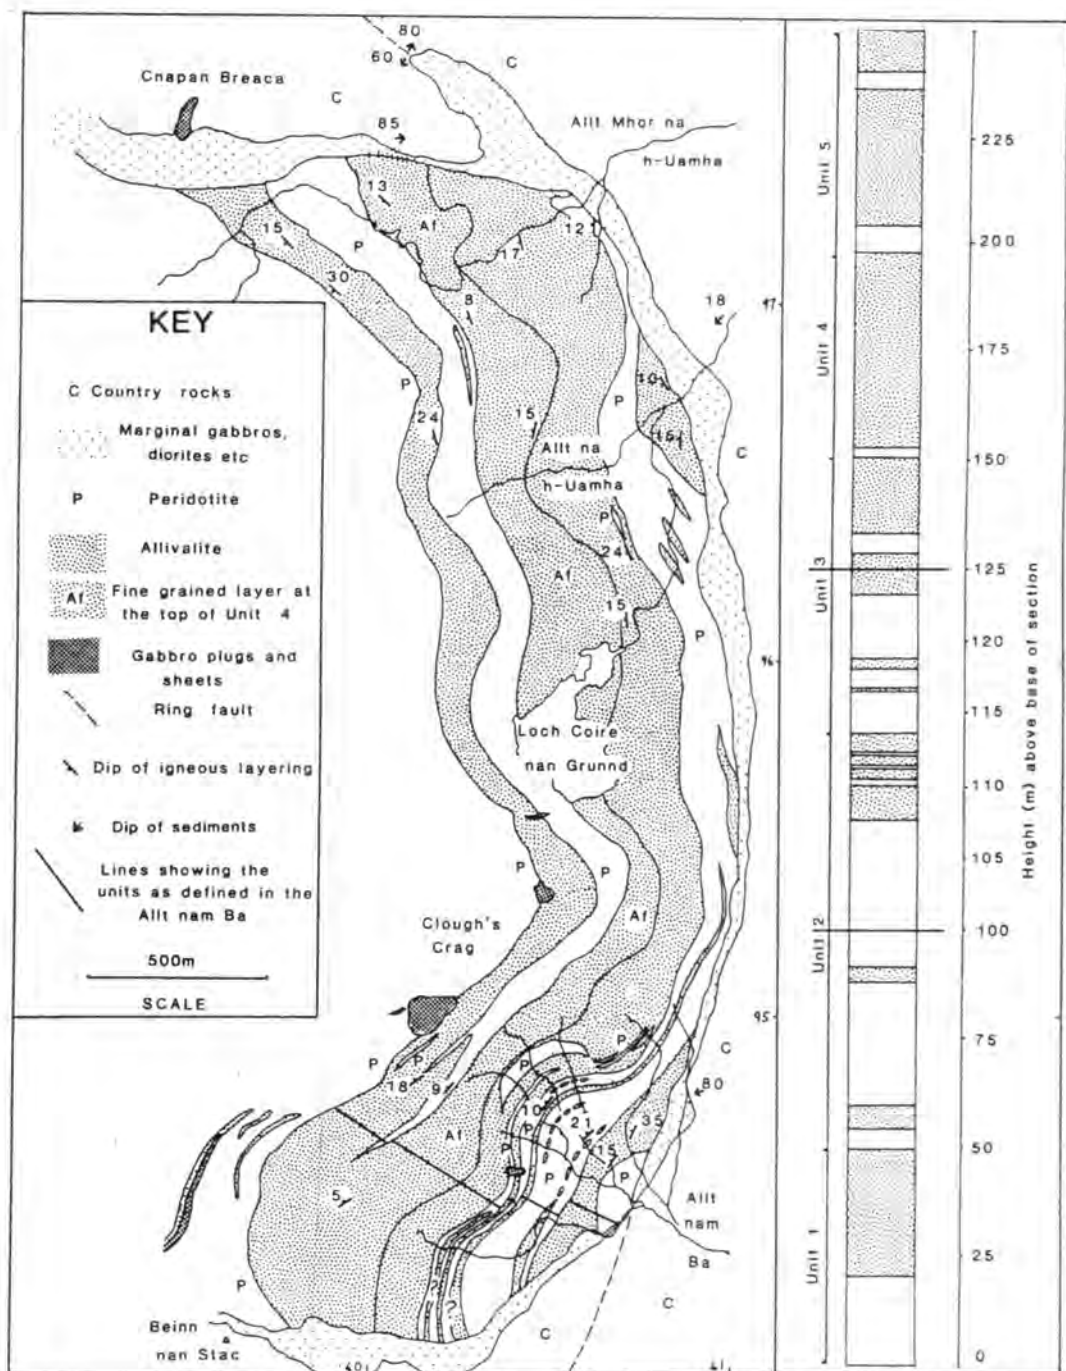 80
60
C
Cnapan Breaca
C
Allt Mhor na
h-Uamha
85
13
Af
12
15
P
17
30
8
97
18
KEY
C Country rocks
Marginal gabbros,
diorites etc
P Peridotite
Allivalite
Af Fine grained layer at
the top of Unit 4
Gabbro plugs and
sheets
Ring fault
Dip of igneous layering
Dip of sediments
Lines showing the
units as defined in the
Allt nam Ba
500m
SCALE
P
24
15
10
P
15
C
Allt na
h-Uamha
P
24
Af
15
P
96
Loch Coire
nan Grunnd
P
P
Af
Clough's
Crag
95
P
P
18
9
P
P
C
80
10
21
35
Af
P
P
15
P
P
5
Allt
nam
Ba
P
?
?
C
C
Beinn
nan Stac
40
41
Unit 5
Unit 4
Unit 3
Unit 2
Unit 1
225
200
175
150
125
120
115
110
105
100
75
50
25
0
Height (m) above base of section